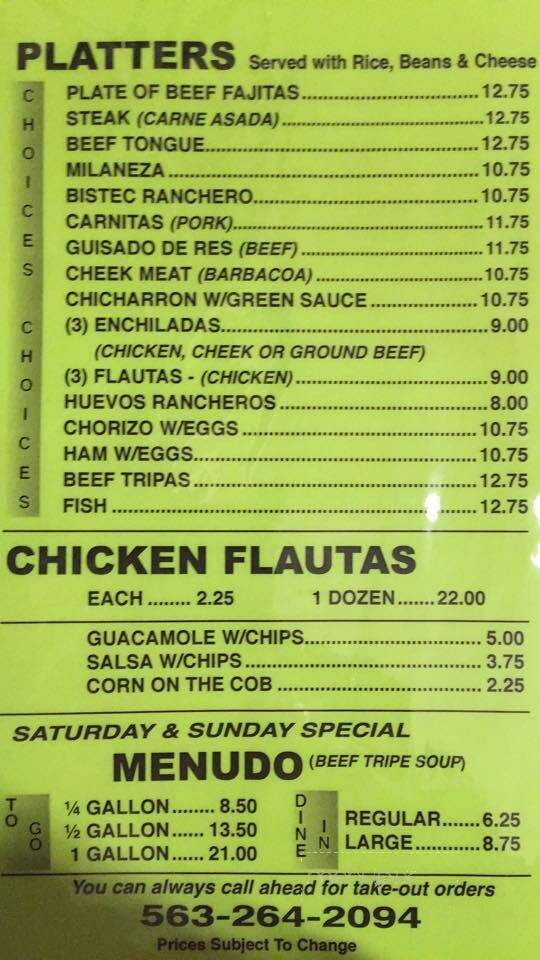 PLATTERS Served with Rice, Beans & Cheese
CHOICES CHOICES
PLATE OF BEEF FAJITAS.................................12.75
STEAK (CARNE ASADA)....................................12.75
BEEF TONGUE..................................................12.75
MILANEZA........................................................10.75
BISTEC RANCHERO.........................................10.75
CARNITAS (PORK).............................................11.75
GUISADO DE RES (BEEF)..................................11.75
CHEEK MEAT (BARBACOA)...............................10.75
CHICHARRON W/GREEN SAUCE.....................10.75
(3) ENCHILADAS.................................................9.00
(CHICKEN, CHEEK OR GROUND BEEF)
(3) FLAUTAS - (CHICKEN)....................................9.00
HUEVOS RANCHEROS.......................................8.00
CHORIZO W/EGGS...........................................10.75
HAM W/EGGS....................................................10.75
BEEF TRIPAS.....................................................12.75
FISH...................................................................12.75
CHICKEN FLAUTAS
EACH........ 2.25 1 DOZEN.......22.00
GUACAMOLE W/CHIPS.................................5.00
SALSA W/CHIPS............................................3.75
CORN ON THE COB......................................2.25
SATURDAY & SUNDAY SPECIAL
MENUDO (BEEF TRIPE SOUP)
TO GO
¼ GALLON........ 8.50
½ GALLON...... 13.50
1 GALLON...... 21.00
DINE IN
REGULAR.......6.25
LARGE............8.75
You can always call ahead for take-out orders
563-264-2094
Prices Subject To Change